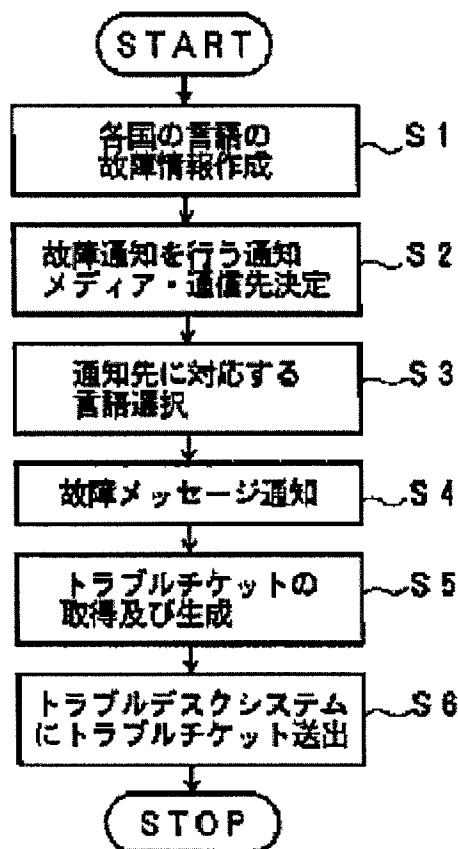 START
各国の言語の
故障情報作成
S1
故障通知を行う通知
メディア・通信先決定
S2
通知先に対応する
言語選択
S3
故障メッセージ通知
S4
トラブルチケットの
取得及び生成
S5
トラブルデスクシステム
にトラブルチケット送出
S6
STOP